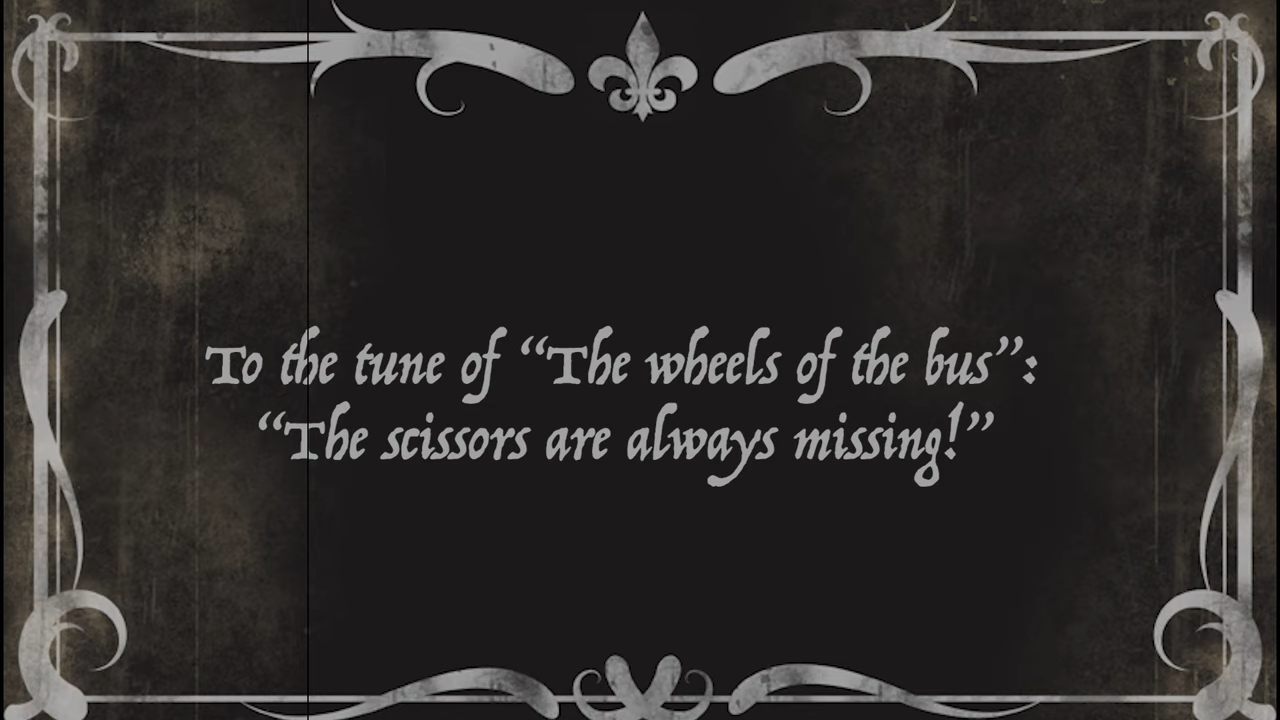 To the tune of “The wheels of the bus”:
“The scissors are always missing!”